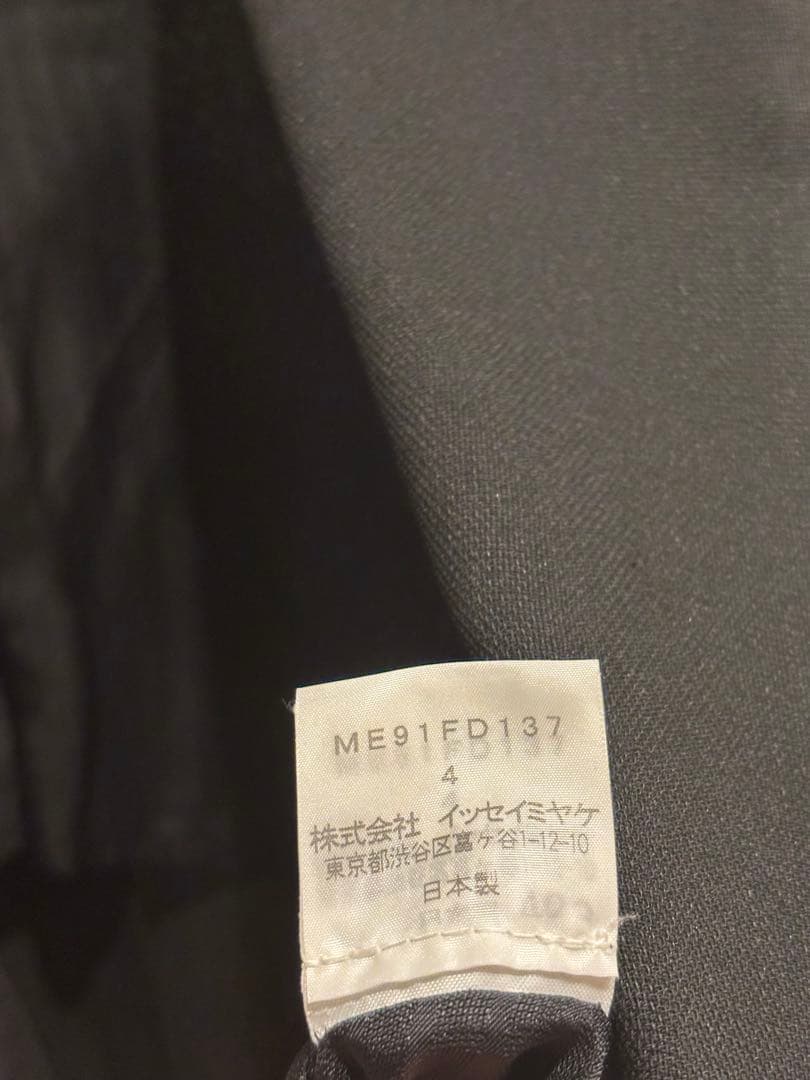 ME91FD137
4
株式会社 イッセイミヤケ
東京都渋谷区富ヶ谷1-12-10
日本製